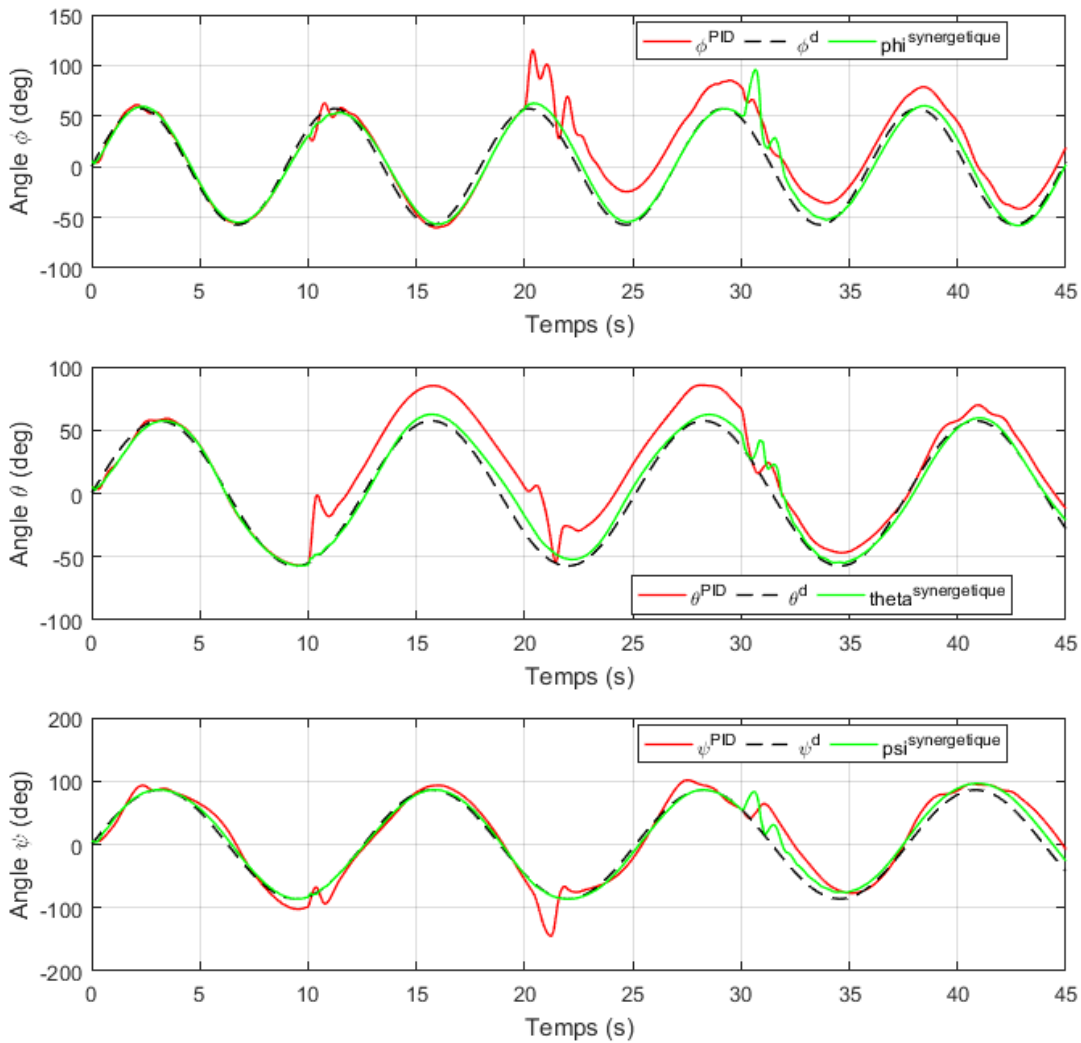 150
100
50
0
-50
-100
Angle ϕ (deg)
ϕ^PID ϕ^d phi^synergetique
0 5 10 15 20 25 30 35 40 45
Temps (s)
100
50
0
-50
-100
Angle θ (deg)
θ^PID θ^d theta^synergetique
0 5 10 15 20 25 30 35 40 45
Temps (s)
200
100
0
-100
-200
Angle ψ (deg)
ψ^PID ψ^d psi^synergetique
0 5 10 15 20 25 30 35 40 45
Temps (s)